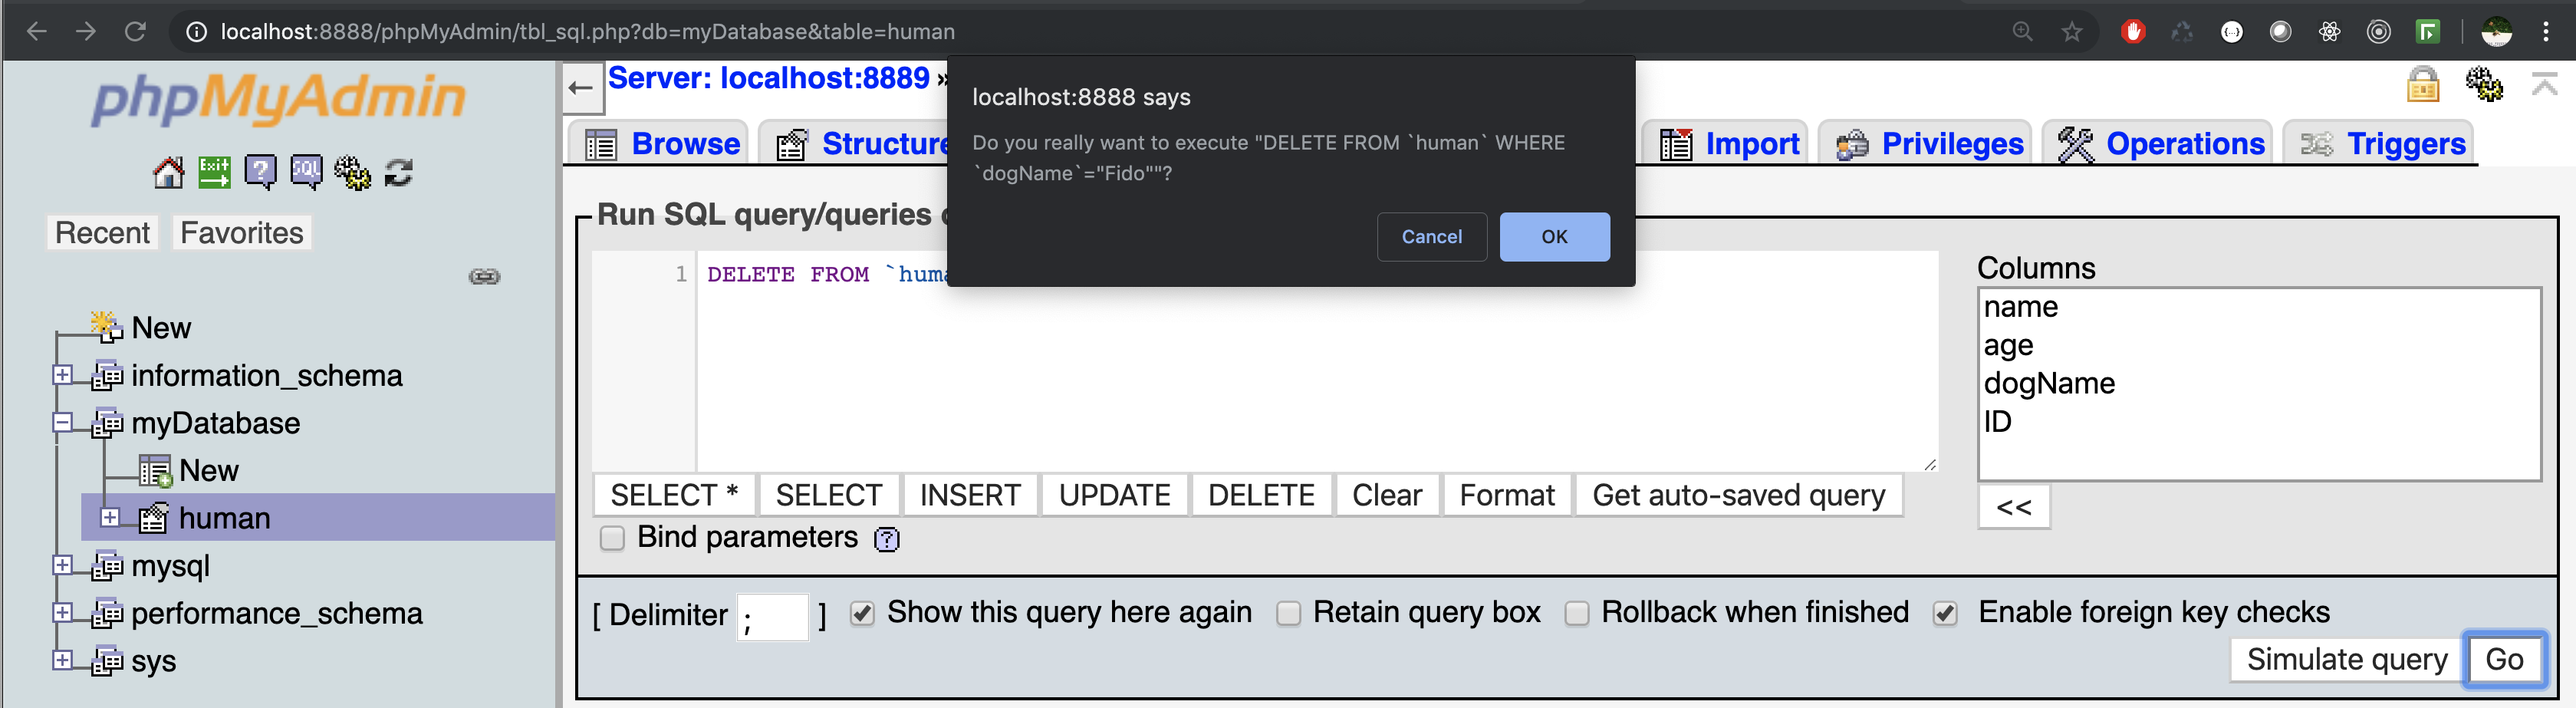 localhost:8888/phpMyAdmin/tbl_sql.php?db=myDatabase&table=human
phpMyAdmin
Exit
SQL
Recent Favorites
New
information_schema
myDatabase
New
human
mysql
performance_schema
sys
Server: localhost:8889 »
Browse Structure Import Privileges Operations Triggers
localhost:8888 says
Do you really want to execute "DELETE FROM `human` WHERE
`dogName`="Fido""?
Cancel OK
Run SQL query/queries
1 DELETE FROM `huma
Columns
name
age
dogName
ID
SELECT * SELECT INSERT UPDATE DELETE Clear Format Get auto-saved query
<<
Bind parameters ?
[ Delimiter ; ] Show this query here again Retain query box Rollback when finished Enable foreign key checks
Simulate query Go